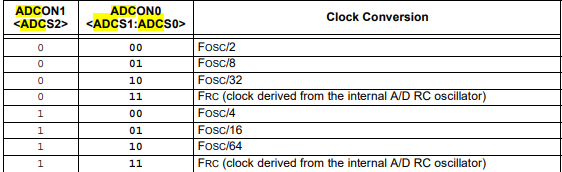 ADCON1 ADCON0 Clock Conversion
<ADCS2> <ADCS1:ADCS0>
0 00 FOSC/2
0 01 FOSC/8
0 10 FOSC/32
0 11 FRC (clock derived from the internal A/D RC oscillator)
1 00 FOSC/4
1 01 FOSC/16
1 10 FOSC/64
1 11 FRC (clock derived from the internal A/D RC oscillator)